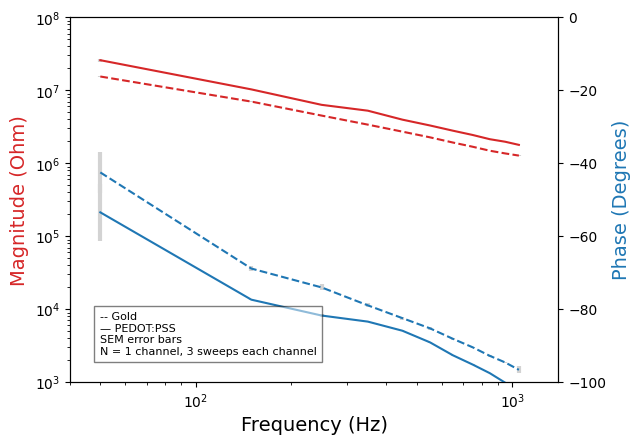 10^8
10^7
10^6
10^5
10^4
10^3
Magnitude (Ohm)
0
−20
−40
−60
−80
−100
Phase (Degrees)
-- Gold
— PEDOT:PSS
SEM error bars
N = 1 channel, 3 sweeps each channel
10^2
10^3
Frequency (Hz)